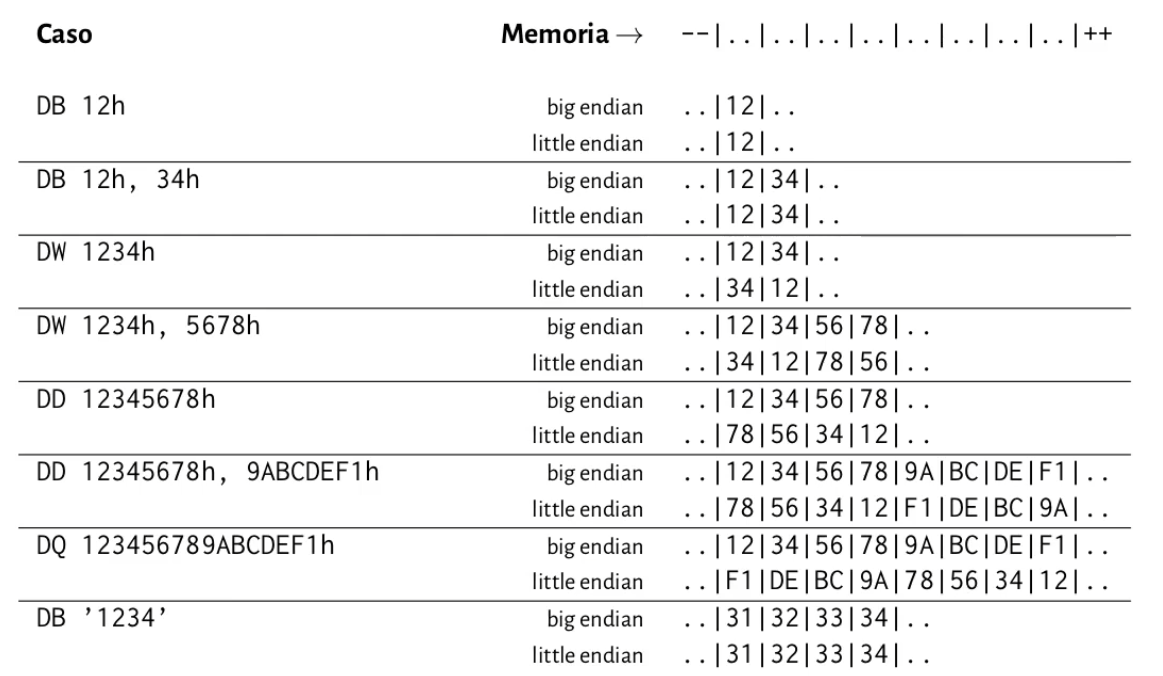 Caso Memoria → --|..|..|..|..|..|..|..|..|++
DB 12h big endian ..|12|..
little endian ..|12|..
DB 12h, 34h big endian ..|12|34|..
little endian ..|12|34|..
DW 1234h big endian ..|12|34|..
little endian ..|34|12|..
DW 1234h, 5678h big endian ..|12|34|56|78|..
little endian ..|34|12|78|56|..
DD 12345678h big endian ..|12|34|56|78|..
little endian ..|78|56|34|12|..
DD 12345678h, 9ABCDEF1h big endian ..|12|34|56|78|9A|BC|DE|F1|..
little endian ..|78|56|34|12|F1|DE|BC|9A|..
DQ 123456789ABCDEF1h big endian ..|12|34|56|78|9A|BC|DE|F1|..
little endian ..|F1|DE|BC|9A|78|56|34|12|..
DB ’1234’ big endian ..|31|32|33|34|..
little endian ..|31|32|33|34|..